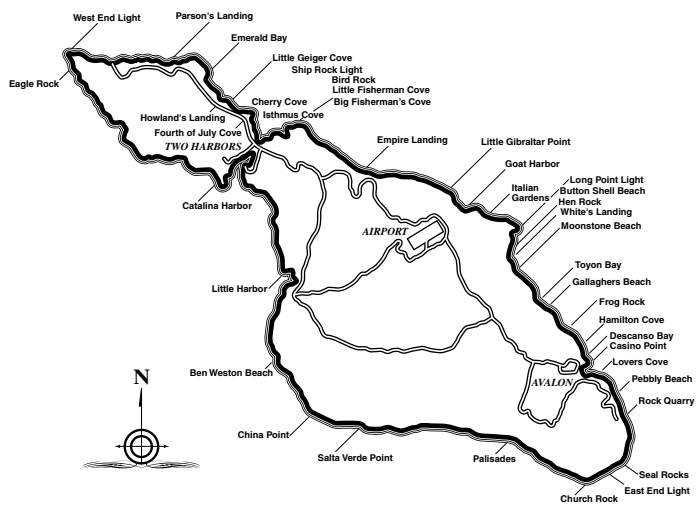 West End Light
Parson's Landing
Emerald Bay
Little Geiger Cove
Ship Rock Light
Bird Rock
Little Fisherman Cove
Big Fisherman's Cove
Eagle Rock
Cherry Cove
Isthmus Cove
Howland's Landing
Fourth of July Cove
TWO HARBORS
Empire Landing
Little Gibraltar Point
Goat Harbor
Italian
Gardens
Long Point Light
Button Shell Beach
Hen Rock
White's Landing
Moonstone Beach
Catalina Harbor
AIRPORT
Toyon Bay
Gallaghers Beach
Little Harbor
Frog Rock
Hamilton Cove
Descanso Bay
Casino Point
Lovers Cove
Ben Weston Beach
N
AVALON
Pebbly Beach
Rock Quarry
China Point
Salta Verde Point
Palisades
Seal Rocks
East End Light
Church Rock